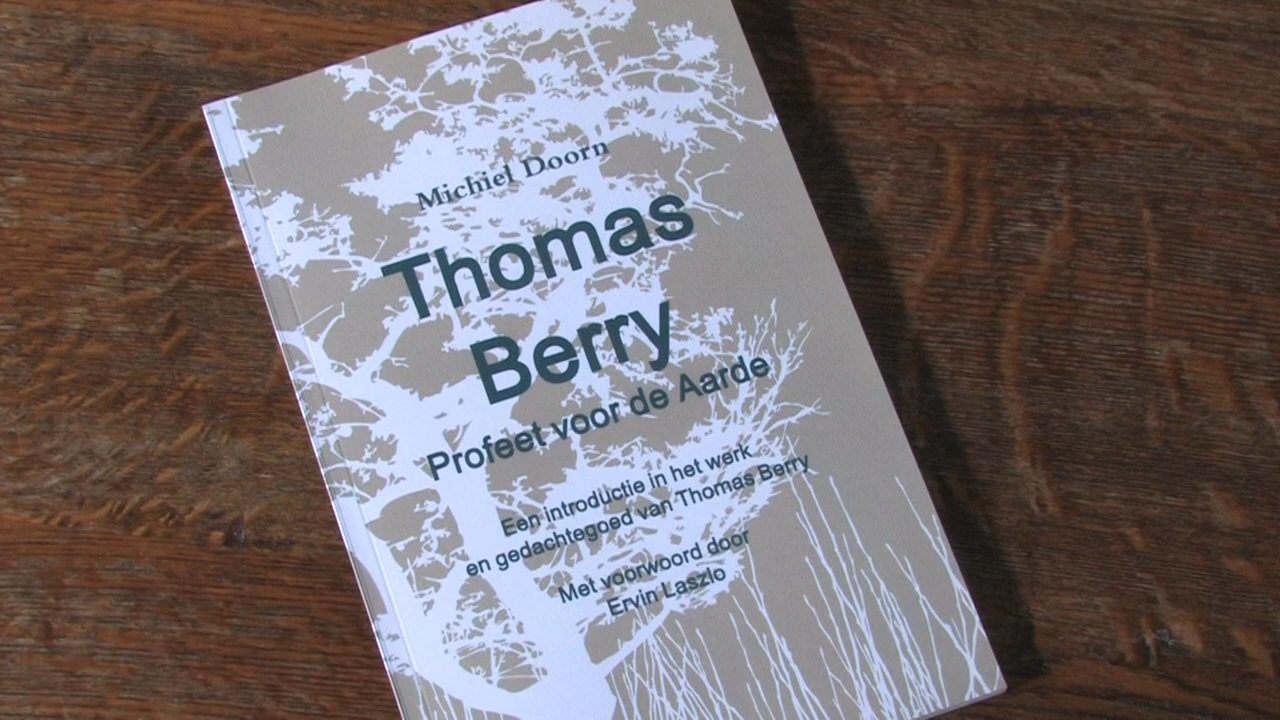 Michiel Doorn
Thomas
Berry
Profeet voor de Aarde
Een introductie in het werk
en gedachtegoed van Thomas Berry
Met voorwoord door
Ervin Laszlo